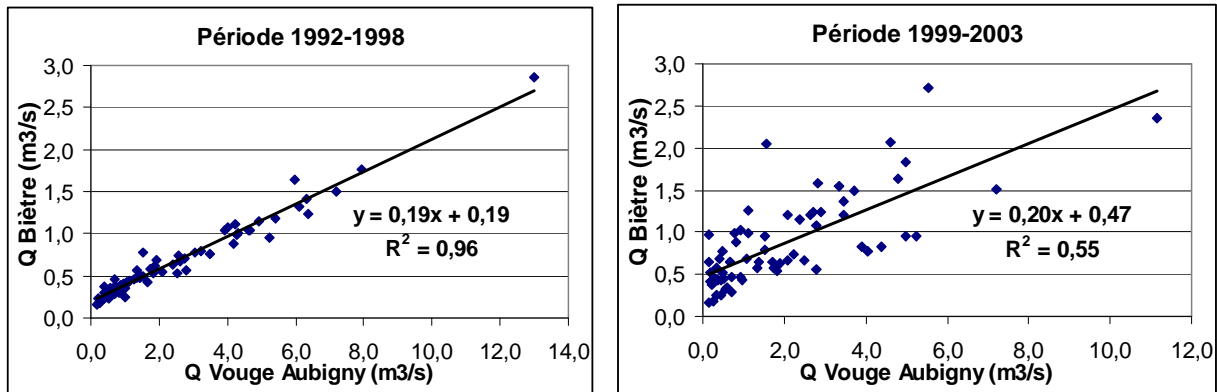 Période 1992-1998
Q Biètre (m3/s)
3,0
2,5
2,0
1,5
1,0
0,5
0,0
y = 0,19x + 0,19
R² = 0,96
0,0 2,0 4,0 6,0 8,0 10,0 12,0 14,0
Q Vouge Aubigny (m3/s)
Période 1999-2003
Q Biètre (m3/s)
3,0
2,5
2,0
1,5
1,0
0,5
0,0
y = 0,20x + 0,47
R² = 0,55
0,0 2,0 4,0 6,0 8,0 10,0 12,0
Q Vouge Aubigny (m3/s)